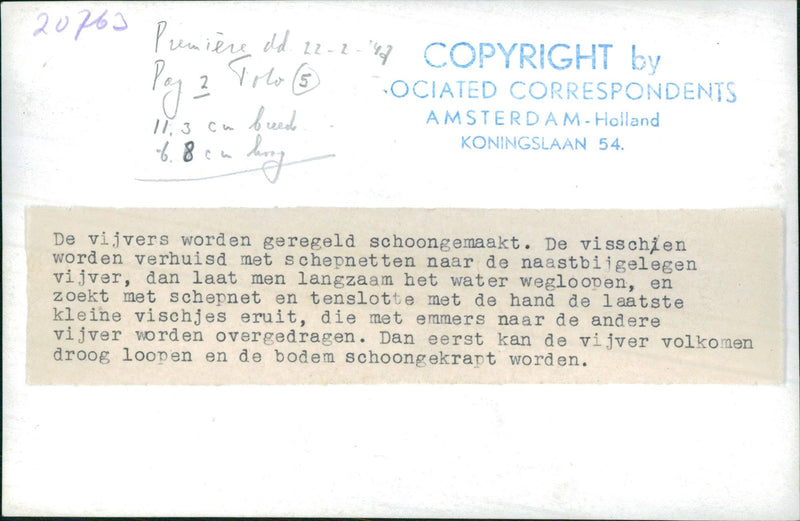 20763
Première dd. 22-2-'47
Pag 2 Foto 5
11.3 cm breed
6.8 cm hoog
COPYRIGHT by
OCIATED CORRESPONDENTS
AMSTERDAM-Holland
KONINGSLAAN 54.
De vijvers worden geregeld schoongemaakt. De visschien
worden verhuisd met schepnetten naar de naastbijgelegen
vijver, dan laat men langzaam het water wegloopen, en
zoekt met schepnet en tenslotte met de hand de laatste
kleine vischjes eruit, die met emmers naar de andere
vijver worden overgedragen. Dan eerst kan de vijver volkomen
droog loopen en de bodem schoongekrapt worden.